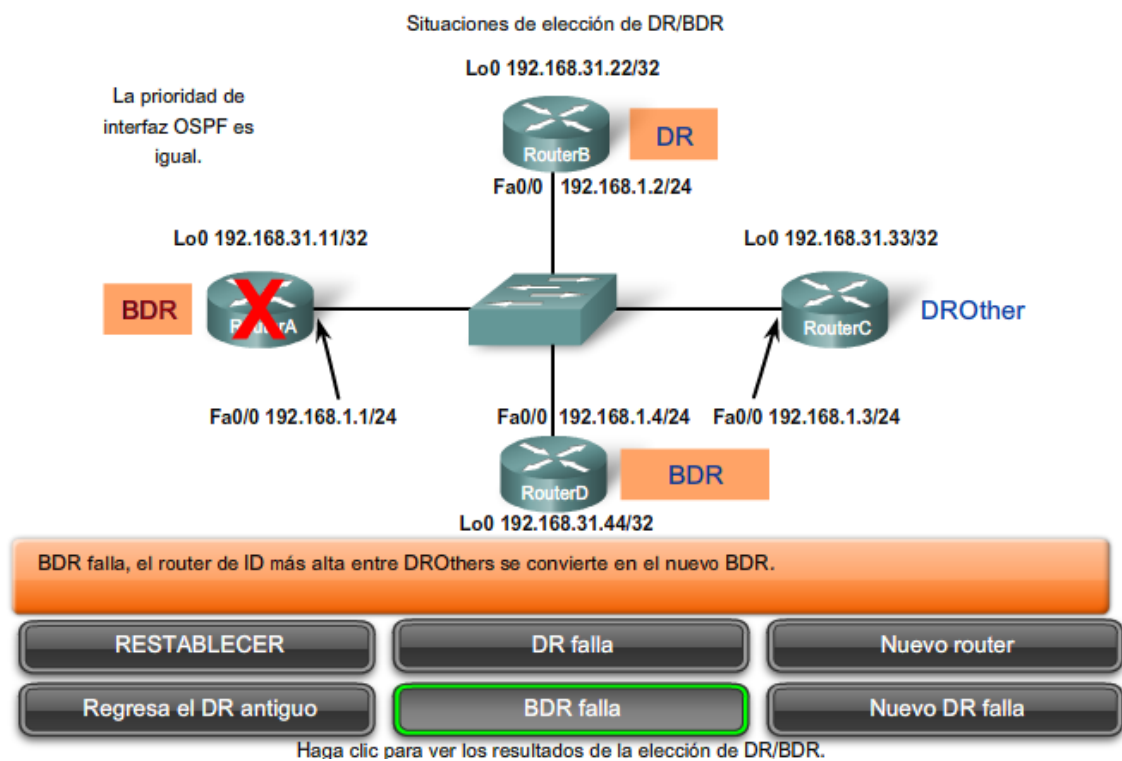 Situaciones de elección de DR/BDR
Lo0 192.168.31.22/32
La prioridad de
interfaz OSPF es
igual.
RouterB
DR
Fa0/0 192.168.1.2/24
Lo0 192.168.31.11/32
Lo0 192.168.31.33/32
BDR
RouterA
RouterC
DROther
Fa0/0 192.168.1.1/24
Fa0/0 192.168.1.4/24
Fa0/0 192.168.1.3/24
RouterD
BDR
Lo0 192.168.31.44/32
BDR falla, el router de ID más alta entre DROthers se convierte en el nuevo BDR.
RESTABLECER
DR falla
Nuevo router
Regresa el DR antiguo
BDR falla
Nuevo DR falla
Haga clic para ver los resultados de la elección de DR/BDR.